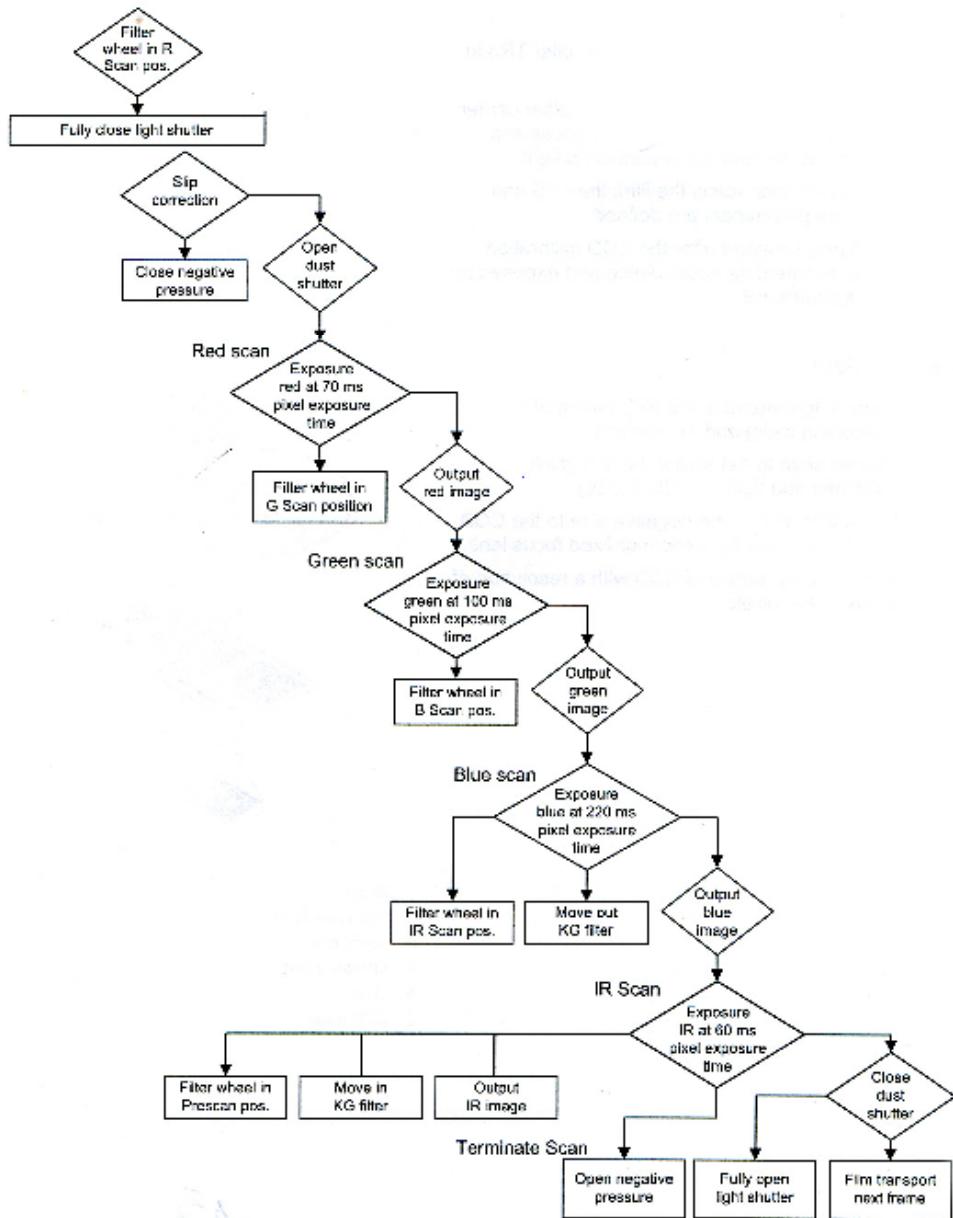 Filter
wheel in R
Scan pos.
Fully close light shutter
Slip
correction
Open
dust
shutter
Close negative
pressure
Red scan
Exposure
red at 70 ms
pixel exposure
time
Filter wheel in
G Scan position
Output
red image
Green scan
Exposure
green at 100 ms
pixel exposure
time
Filter wheel in
B Scan pos.
Output
green
image
Blue scan
Exposure
blue at 220 ms
pixel exposure
time
Filter wheel in
IR Scan pos.
Move out
KG filter
Output
blue
image
IR Scan
Exposure
IR at 60 ms
pixel exposure
time
Filter wheel in
Prescan pos.
Move in
KG filter
Output
IR image
Close
dust
shutter
Terminate Scan
Open negative
pressure
Fully open
light shutter
Film transport
next frame